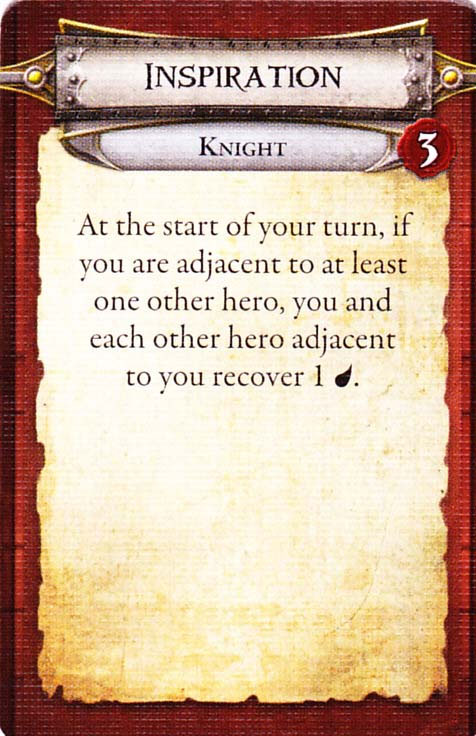 INSPIRATION
KNIGHT
3
At the start of your turn, if
you are adjacent to at least
one other hero, you and
each other hero adjacent
to you recover 1 .